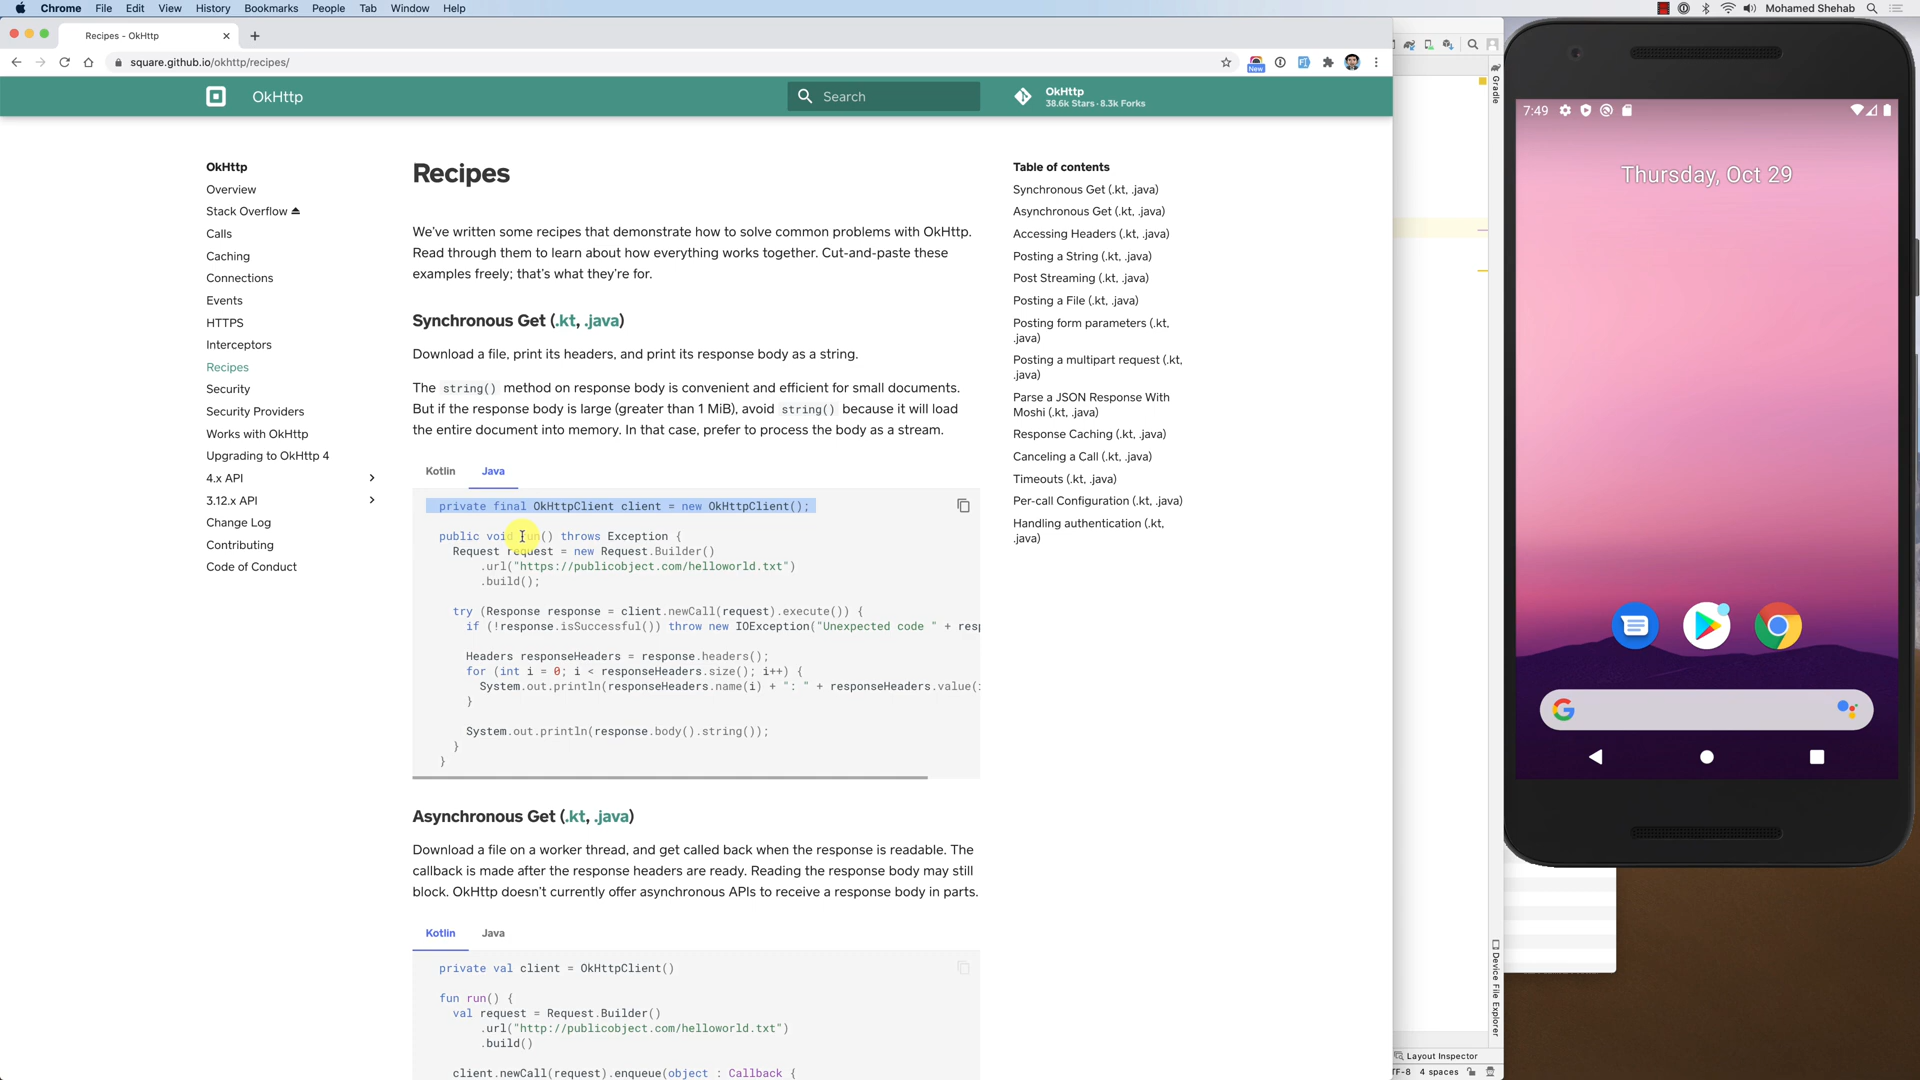 Chrome File Edit View History Bookmarks People Tab Window Help
Mohamed Shehab
Recipes - OkHttp
square.github.io/okhttp/recipes/
New
OkHttp
Search
OkHttp
38.6k Stars · 8.3k Forks
OkHttp
Overview
Stack Overflow
Calls
Caching
Connections
Events
HTTPS
Interceptors
Recipes
Security
Security Providers
Works with OkHttp
Upgrading to OkHttp 4
4.x API
3.12.x API
Change Log
Contributing
Code of Conduct
Recipes
We've written some recipes that demonstrate how to solve common problems with OkHttp.
Read through them to learn about how everything works together. Cut-and-paste these
examples freely; that's what they're for.
Synchronous Get (.kt, .java)
Download a file, print its headers, and print its response body as a string.
The string() method on response body is convenient and efficient for small documents.
But if the response body is large (greater than 1 MiB), avoid string() because it will load
the entire document into memory. In that case, prefer to process the body as a stream.
Kotlin Java
private final OkHttpClient client = new OkHttpClient();
public void run() throws Exception {
Request request = new Request.Builder()
.url("https://publicobject.com/helloworld.txt")
.build();
try (Response response = client.newCall(request).execute()) {
if (!response.isSuccessful()) throw new IOException("Unexpected code " + resp
Headers responseHeaders = response.headers();
for (int i = 0; i < responseHeaders.size(); i++) {
System.out.println(responseHeaders.name(i) + ": " + responseHeaders.value(
}
System.out.println(response.body().string());
}
}
Asynchronous Get (.kt, .java)
Download a file on a worker thread, and get called back when the response is readable. The
callback is made after the response headers are ready. Reading the response body may still
block. OkHttp doesn't currently offer asynchronous APIs to receive a response body in parts.
Kotlin Java
private val client = OkHttpClient()
fun run() {
val request = Request.Builder()
.url("http://publicobject.com/helloworld.txt")
.build()
client.newCall(request).enqueue(object : Callback {
Table of contents
Synchronous Get (.kt, .java)
Asynchronous Get (.kt, .java)
Accessing Headers (.kt, .java)
Posting a String (.kt, .java)
Post Streaming (.kt, .java)
Posting a File (.kt, .java)
Posting form parameters (.kt,
.java)
Posting a multipart request (.kt,
.java)
Parse a JSON Response With
Moshi (.kt, .java)
Response Caching (.kt, .java)
Canceling a Call (.kt, .java)
Timeouts (.kt, .java)
Per-call Configuration (.kt, .java)
Handling authentication (.kt,
.java)
Gradle
Device File Explorer
Layout Inspector
TF-8 4 spaces
7:49
Thursday, Oct 29